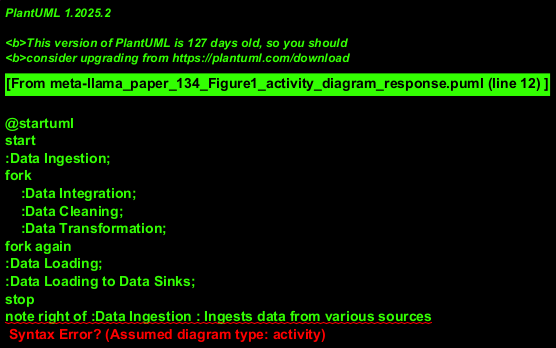 PlantUML 1.2025.2
<b>This version of PlantUML is 127 days old, so you should
<b>consider upgrading from https://plantuml.com/download
[From meta-llama_paper_134_Figure1_activity_diagram_response.puml (line 12) ]
@startuml
start
:Data Ingestion;
fork
:Data Integration;
:Data Cleaning;
:Data Transformation;
fork again
:Data Loading;
:Data Loading to Data Sinks;
stop
note right of :Data Ingestion : Ingests data from various sources
Syntax Error? (Assumed diagram type: activity)